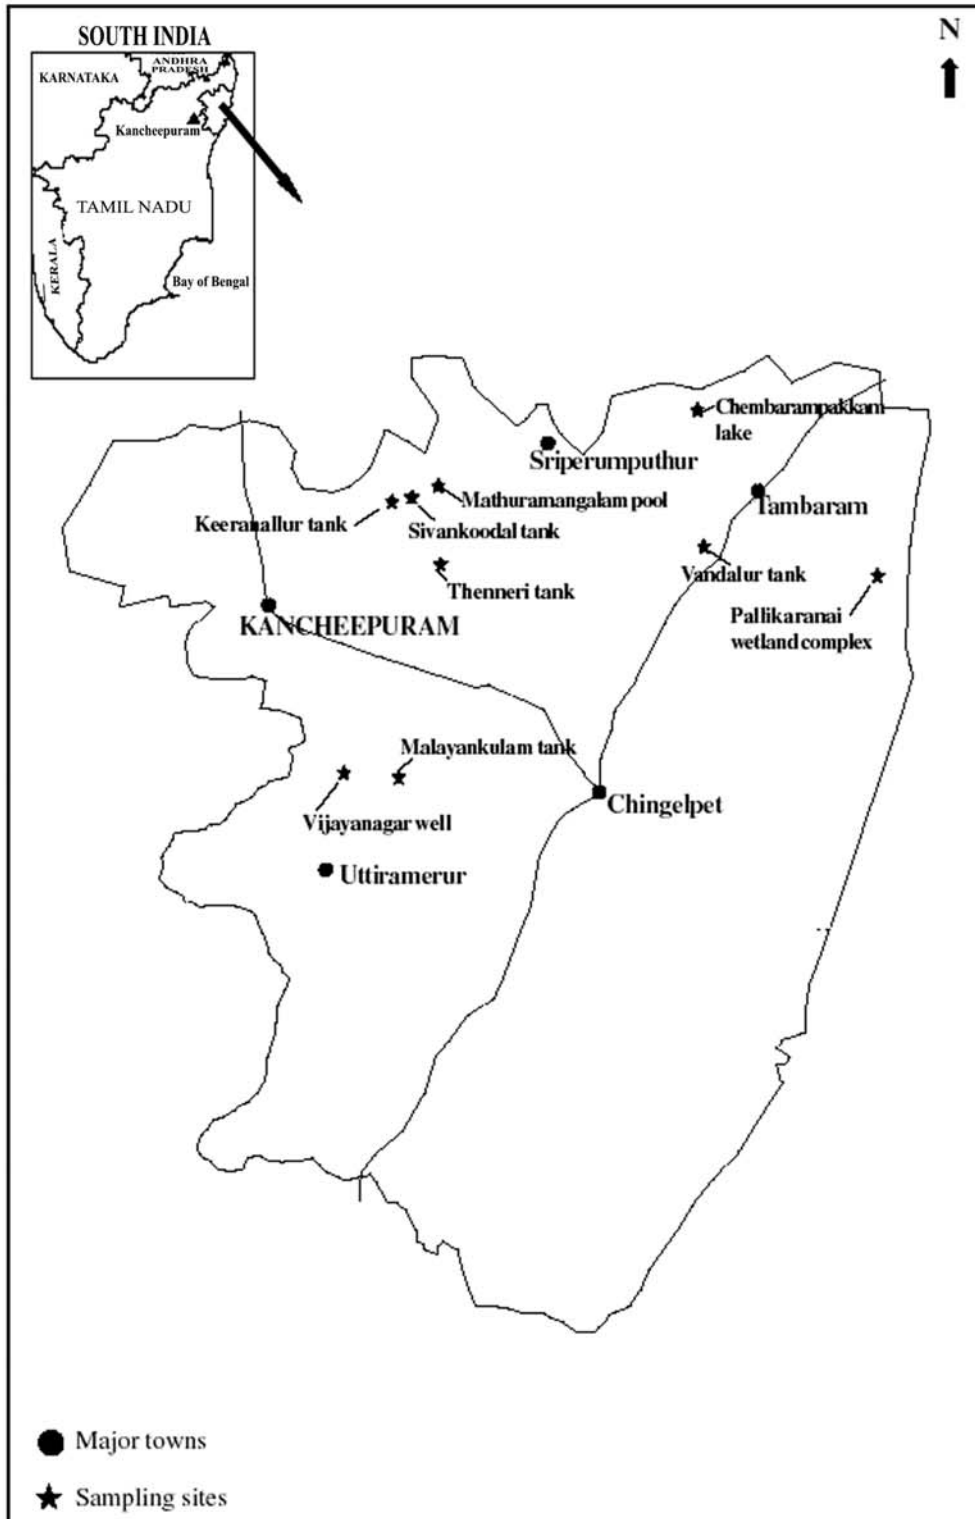 SOUTH INDIA
N
ANDHRA
PRADESH
KARNATAKA
Kancheepuram
TAMIL NADU
KERALA
Bay of Bengal
Chembarampakkam
lake
Sriperumputhur
Mathuramangalam pool
Tambaram
Keeranallur tank
Sivankoodal tank
Vandalur tank
Thenneri tank
Pallikaranai
wetland complex
KANCHEEPURAM
Malayankulam tank
Chingelpet
Vijayanagar well
Uttiramerur
Major towns
Sampling sites